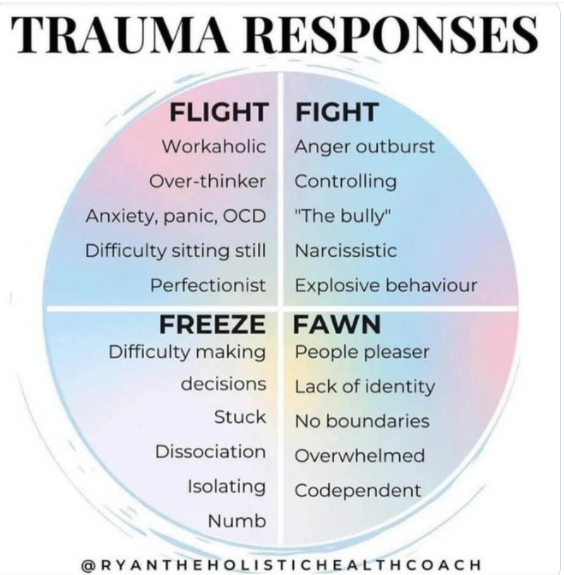 TRAUMA RESPONSES
FLIGHT
Workaholic
Over-thinker
Anxiety, panic, OCD
Difficulty sitting still
Perfectionist
FIGHT
Anger outburst
Controlling
"The bully"
Narcissistic
Explosive behaviour
FREEZE
Difficulty making
decisions
Stuck
Dissociation
Isolating
Numb
FAWN
People pleaser
Lack of identity
No boundaries
Overwhelmed
Codependent
@RYANTHEHOLISTICHEALTHCOACH